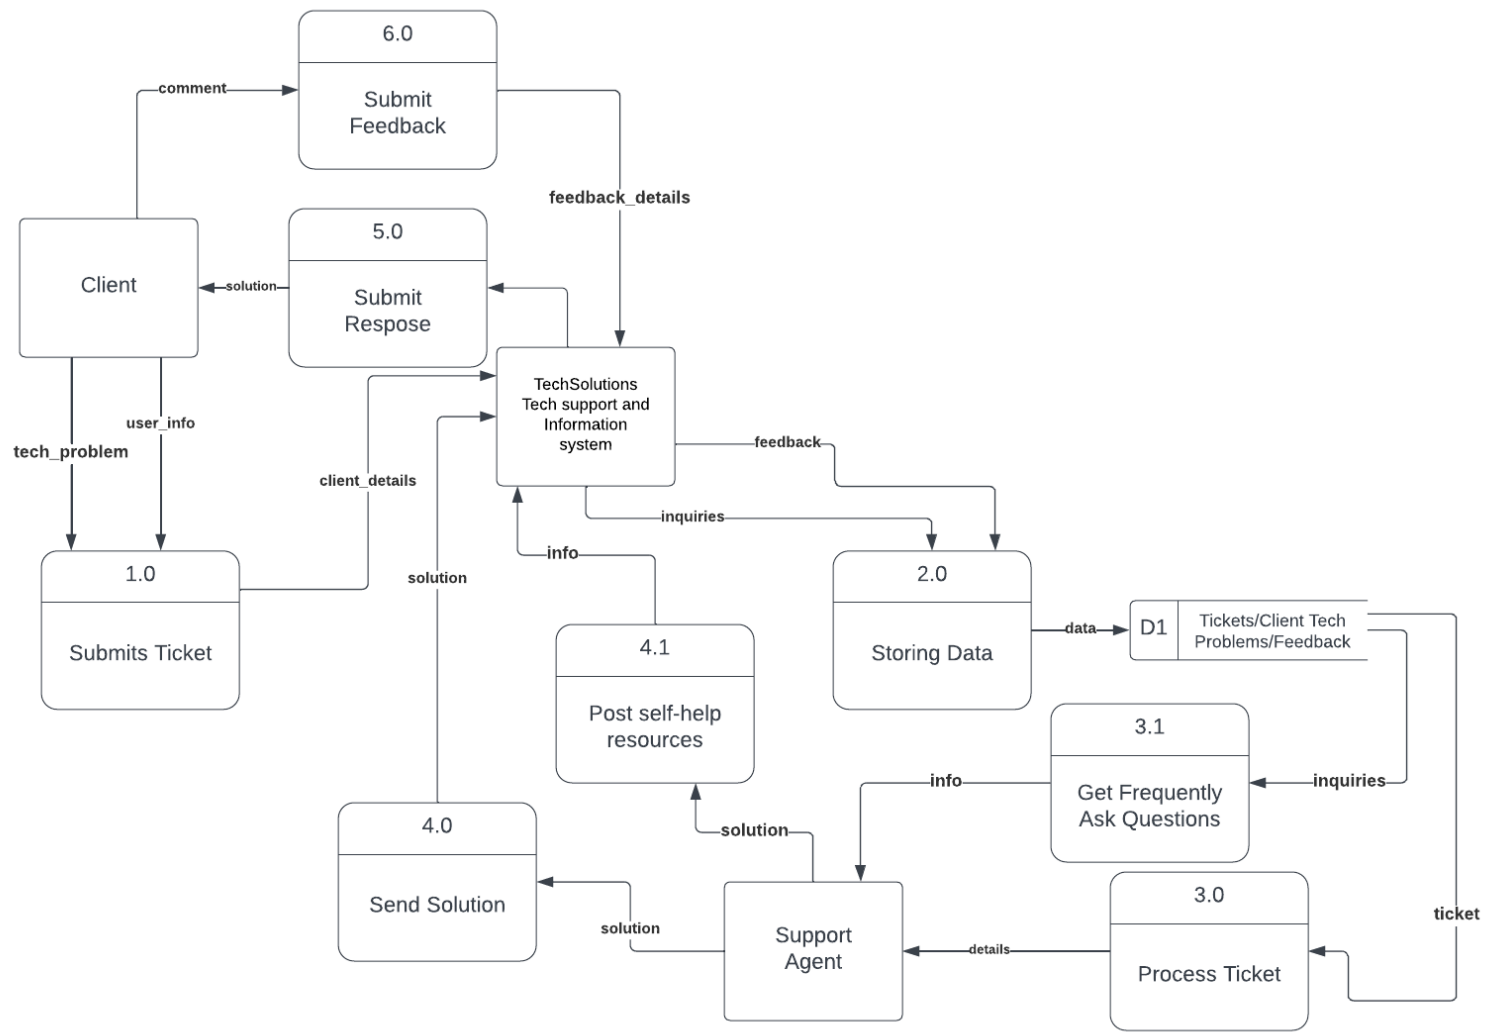 6.0
Submit
Feedback
comment
feedback_details
Client
5.0
Submit
Respose
solution
TechSolutions
Tech support and
Information
system
tech_problem
user_info
client_details
feedback
inquiries
info
solution
1.0
Submits Ticket
2.0
Storing Data
data
D1
Tickets/Client Tech
Problems/Feedback
4.1
Post self-help
resources
3.1
Get Frequently
Ask Questions
info
inquiries
solution
4.0
Send Solution
solution
Support
Agent
details
3.0
Process Ticket
ticket